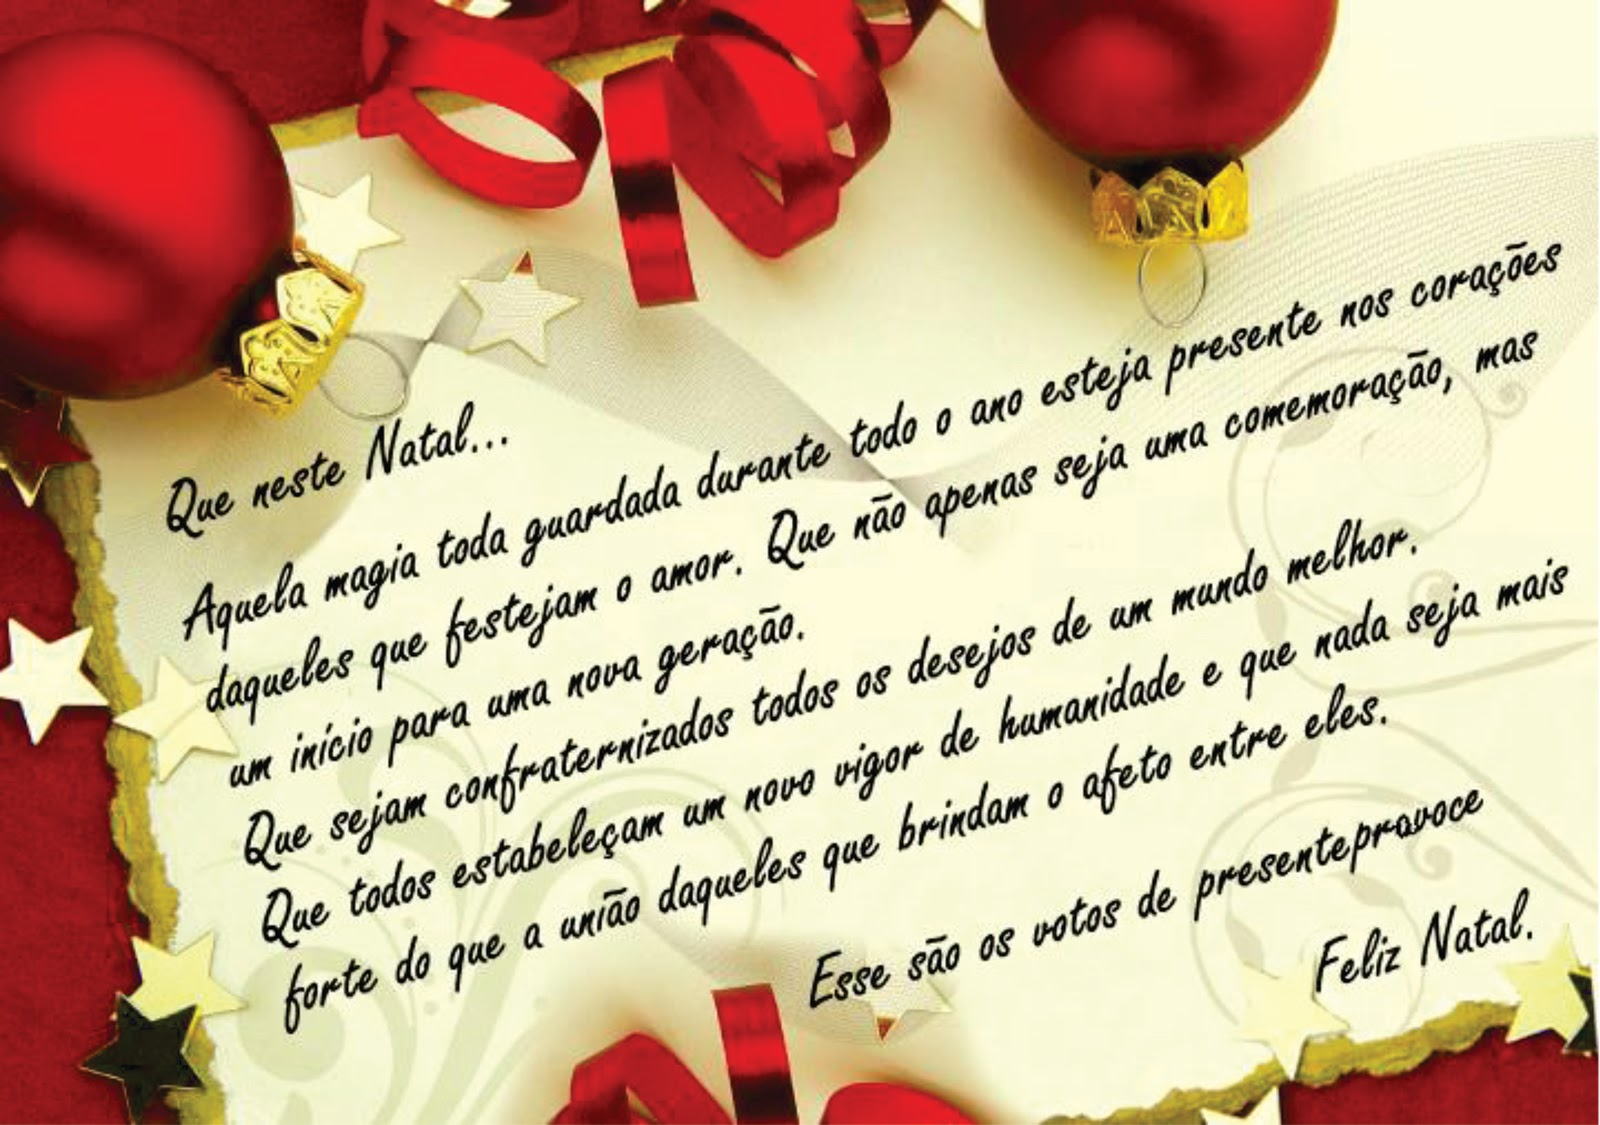 Que neste Natal...
Aquela magia toda guardada durante todo o ano esteja presente nos corações
daqueles que festejam o amor. Que não apenas seja uma comemoração, mas
um início para uma nova geração.
Que sejam confraternizados todos os desejos de um mundo melhor.
Que todos estabeleçam um novo vigor de humanidade e que nada seja mais
forte do que a união daqueles que brindam o afeto entre eles.
Esse são os votos de presentepravoce
Feliz Natal.